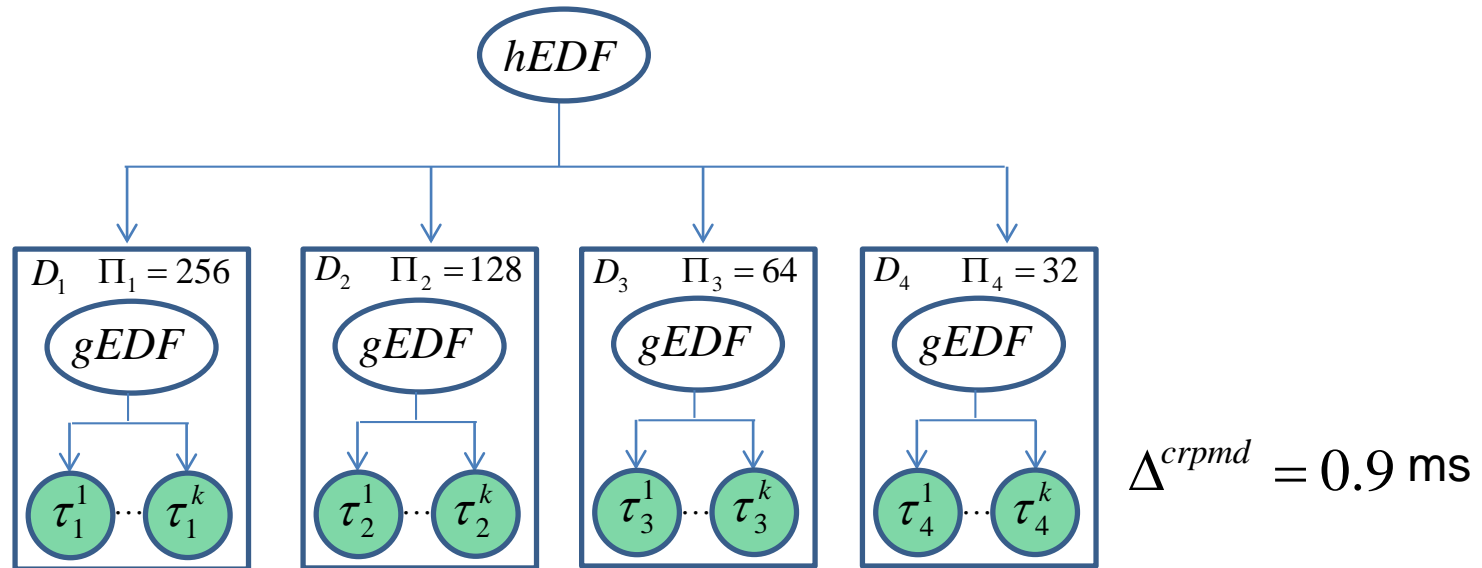 hEDF
D₁ Π₁ = 256
D₂ Π₂ = 128
D₃ Π₃ = 64
D₄ Π₄ = 32
gEDF
gEDF
gEDF
gEDF
τ₁¹ ... τ₁ᵏ
τ₂¹ ... τ₂ᵏ
τ₃¹ ... τ₃ᵏ
τ₄¹ ... τ₄ᵏ
Δᶜʳᵖᵐᵈ = 0.9 ms